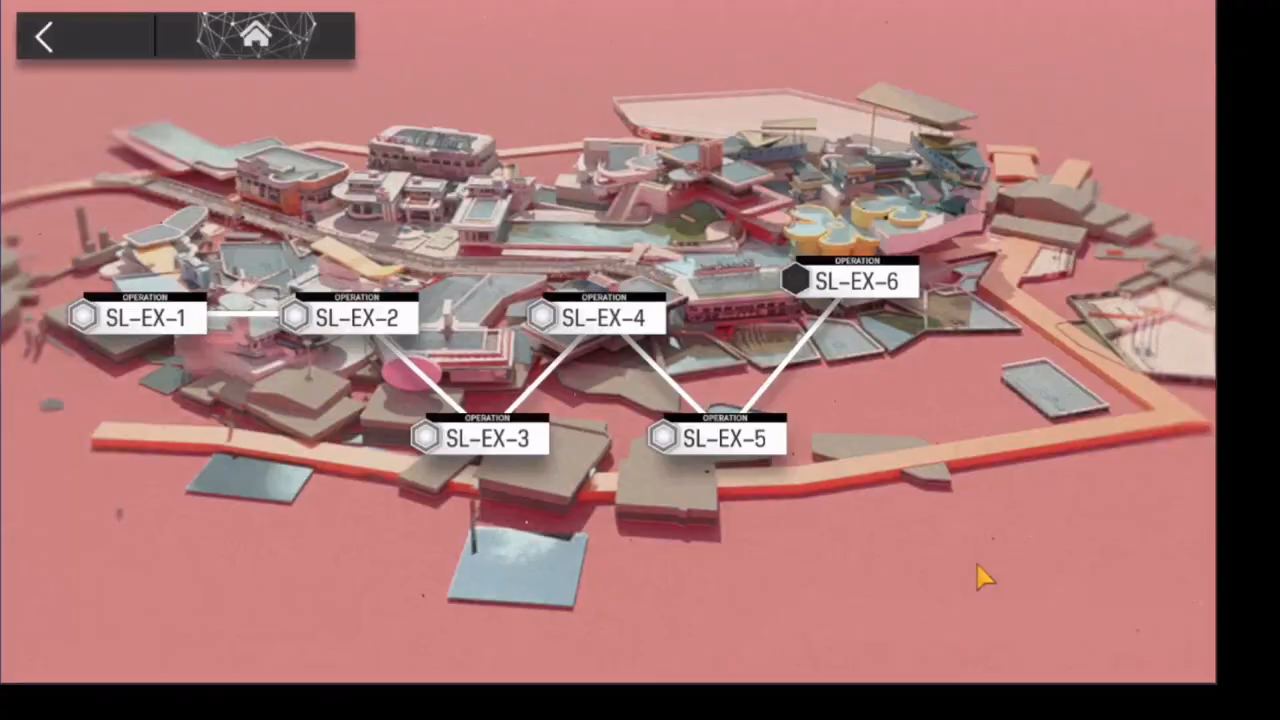 OPERATION
SL-EX-6
OPERATION
SL-EX-1
OPERATION
SL-EX-2
OPERATION
SL-EX-4
OPERATION
SL-EX-3
OPERATION
SL-EX-5